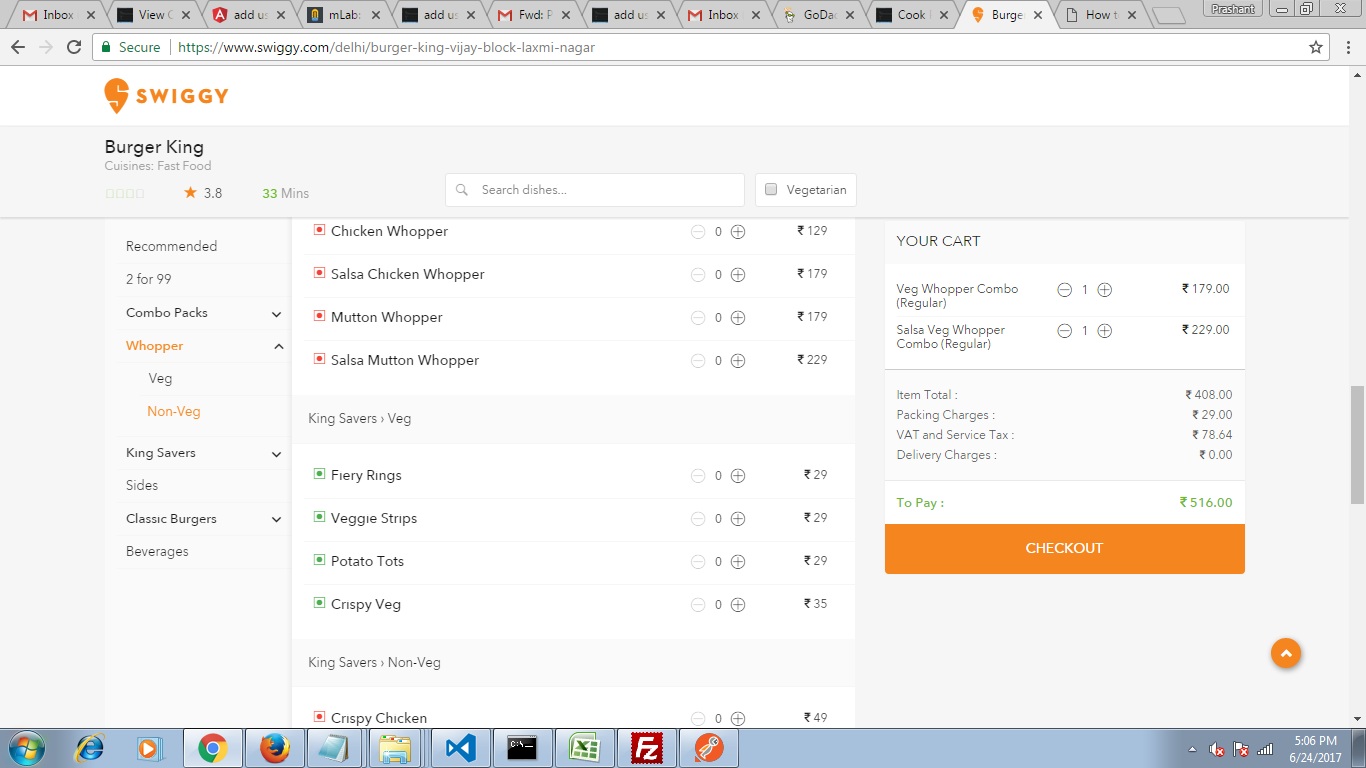 Inbox
View C
add us
mLab:
add us
Fwd: P
add us
Inbox
GoDad
Cook
Burge
How t
Prashant
Secure
https://www.swiggy.com/delhi/burger-king-vijay-block-laxmi-nagar
SWIGGY
Burger King
Cuisines: Fast Food
3.8
33 Mins
Search dishes...
Vegetarian
Recommended
2 for 99
Combo Packs
Whopper
Veg
Non-Veg
King Savers
Sides
Classic Burgers
Beverages
Chicken Whopper 0 ₹ 129
Salsa Chicken Whopper 0 ₹ 179
Mutton Whopper 0 ₹ 179
Salsa Mutton Whopper 0 ₹ 229
King Savers › Veg
Fiery Rings 0 ₹ 29
Veggie Strips 0 ₹ 29
Potato Tots 0 ₹ 29
Crispy Veg 0 ₹ 35
King Savers › Non-Veg
Crispy Chicken 0 ₹ 49
YOUR CART
Veg Whopper Combo 1 ₹ 179.00
(Regular)
Salsa Veg Whopper 1 ₹ 229.00
Combo (Regular)
Item Total : ₹ 408.00
Packing Charges : ₹ 29.00
VAT and Service Tax : ₹ 78.64
Delivery Charges : ₹ 0.00
To Pay : ₹ 516.00
CHECKOUT
5:06 PM
6/24/2017